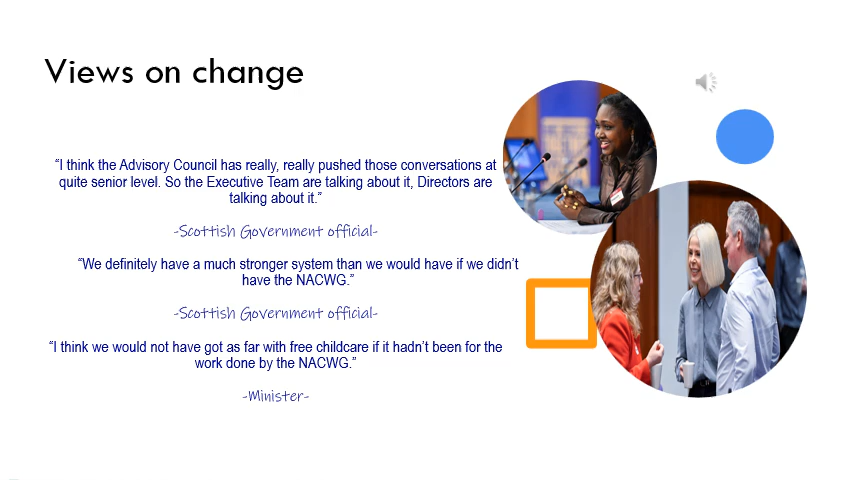 Views on change
“I think the Advisory Council has really, really pushed those conversations at
quite senior level. So the Executive Team are talking about it, Directors are
talking about it.”
-Scottish Government official-
“We definitely have a much stronger system than we would have if we didn’t
have the NACWG.”
-Scottish Government official-
“I think we would not have got as far with free childcare if it hadn’t been for the
work done by the NACWG.”
-Minister-